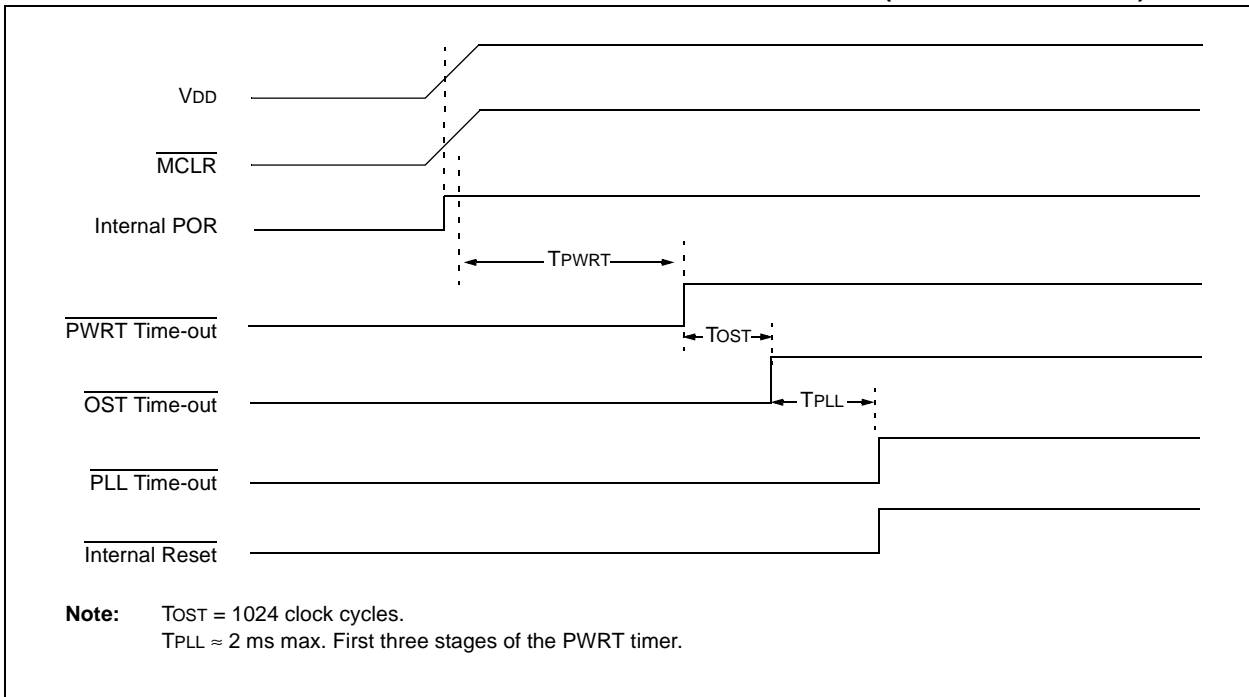 VDD
MCLR
Internal POR
TPWRT
PWRT Time-out
TOST
OST Time-out
TPLL
PLL Time-out
Internal Reset
Note: TOST = 1024 clock cycles.
TPLL ≈ 2 ms max. First three stages of the PWRT timer.